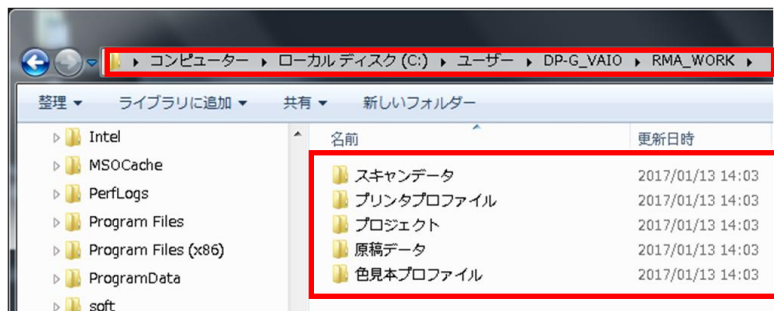 コンピューター ▸ ローカル ディスク (C:) ▸ ユーザー ▸ DP-G_VAIO ▸ RMA_WORK ▸
整理 ▼ ライブラリに追加 ▼ 共有 ▼ 新しいフォルダー
Intel
MSOCache
PerfLogs
Program Files
Program Files (x86)
ProgramData
soft
名前 更新日時
スキャンデータ 2017/01/13 14:03
プリンタプロファイル 2017/01/13 14:03
プロジェクト 2017/01/13 14:03
原稿データ 2017/01/13 14:03
色見本プロファイル 2017/01/13 14:03